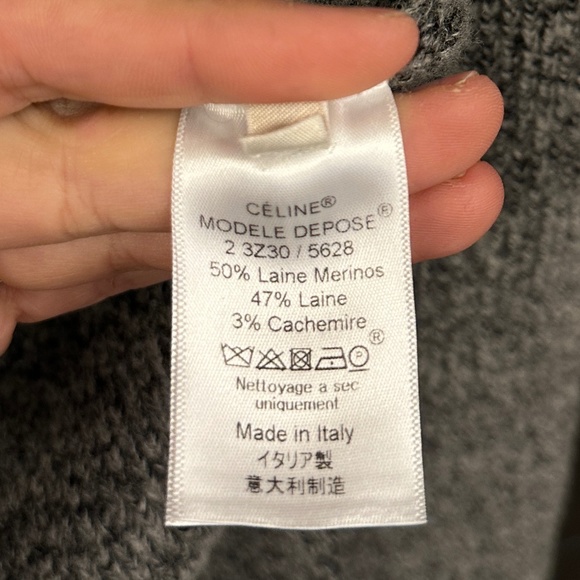 CÉLINE®
MODELE DEPOSE®
2 3Z30 / 5628
50% Laine Merinos
47% Laine
3% Cachemire
P ®
Nettoyage a sec
uniquement
Made in Italy
イタリア製
意大利制造